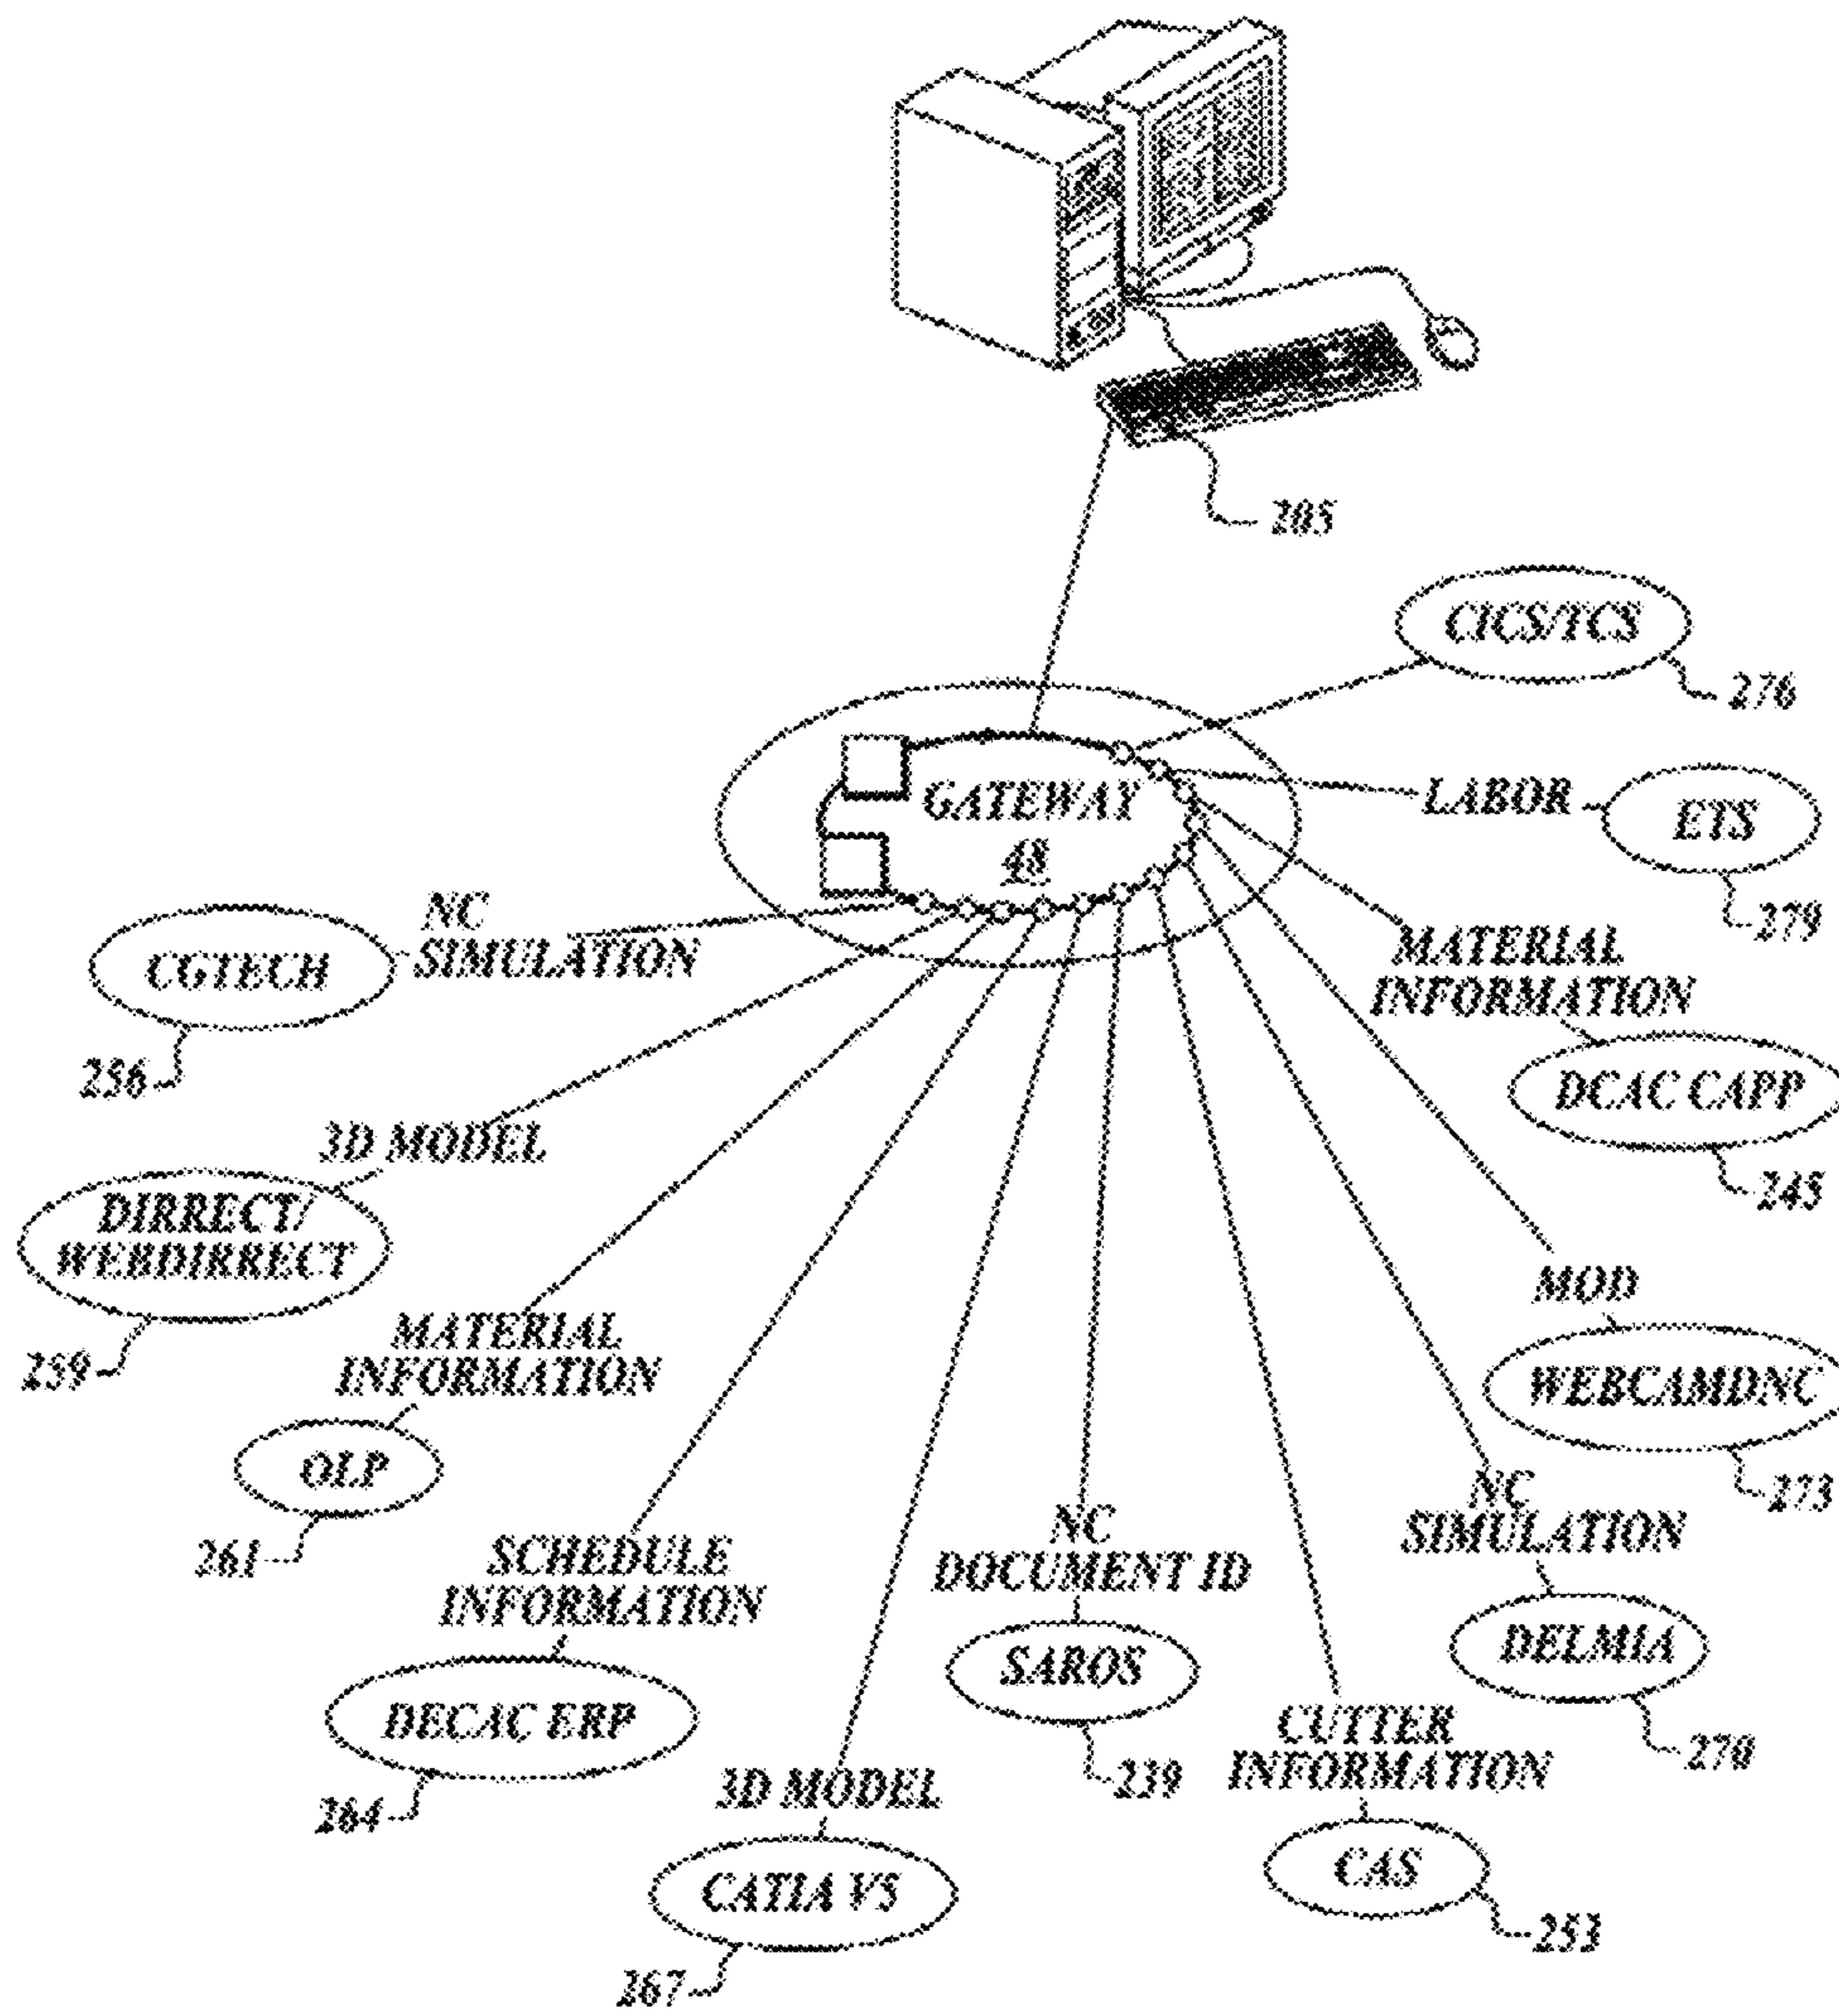 205
CICS/TCS
276
GATEWAY
48
LABOR
ETS
279
NC
SIMULATION
CGTECH
256
MATERIAL
INFORMATION
DCAC CAPP
245
3D MODEL
DIRRECT/
WEBDIRRECT
259
MOD
WEBCAMDNC
273
MATERIAL
INFORMATION
OLP
261
NC
SIMULATION
DELMIA
270
SCHEDULE
INFORMATION
DECAC ERP
264
NC
DOCUMENT ID
SAROS
239
CUTTER
INFORMATION
CAS
253
3D MODEL
CATIA V5
267